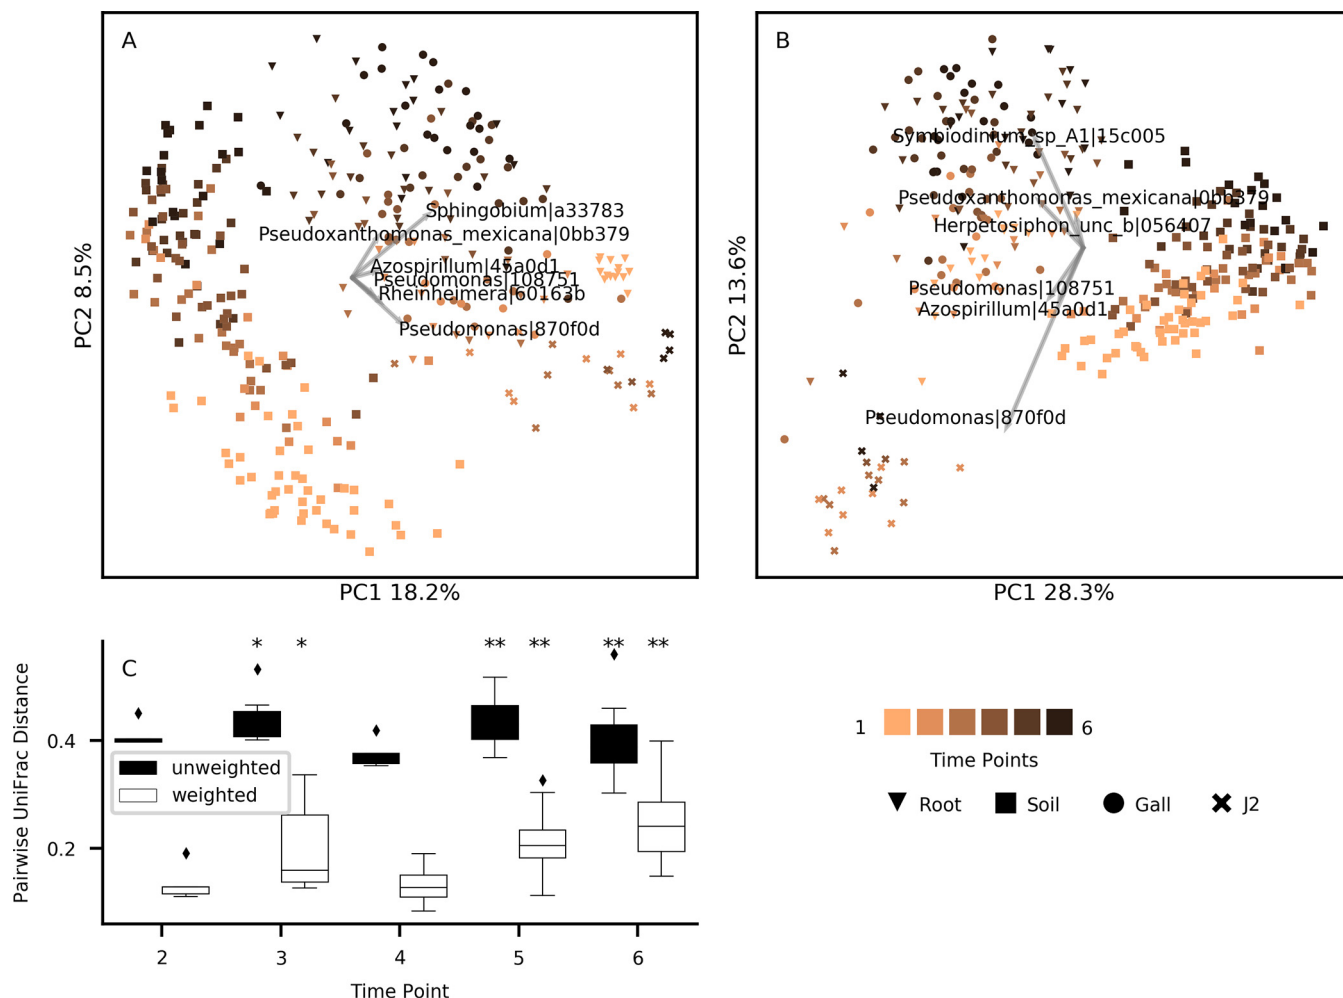 A
Sphingobium|a33783
Pseudoxanthomonas_mexicana|0bb379
Azospirillum|45a0d1
Pseudomonas|108751
Rheinheimera|60163b
Pseudomonas|870f0d
PC2 8.5%
PC1 18.2%
B
Symbiodinium_sp_A1|15c005
Pseudoxanthomonas_mexicana|0bb379
Herpetosiphon_unc_b|056407
Pseudomonas|108751
Azospirillum|45a0d1
Pseudomonas|870f0d
PC2 13.6%
PC1 28.3%
C
* * ** ** ** **
0.4
0.2
unweighted
weighted
Pairwise UniFrac Distance
2 3 4 5 6
Time Point
1 6
Time Points
Root Soil Gall J2